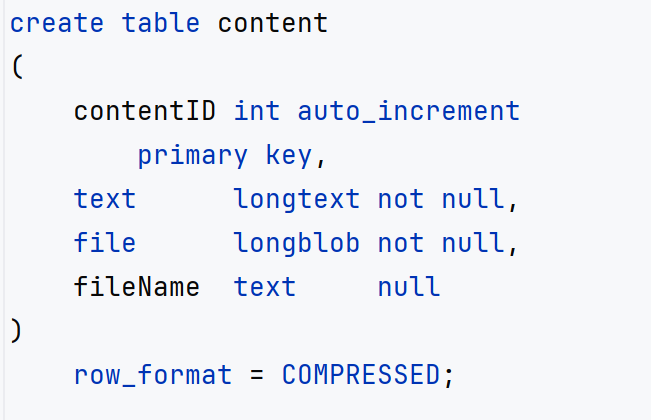 create table content
(
    contentID int auto_increment
        primary key,
    text      longtext not null,
    file      longblob not null,
    fileName  text     null
)
    row_format = COMPRESSED;